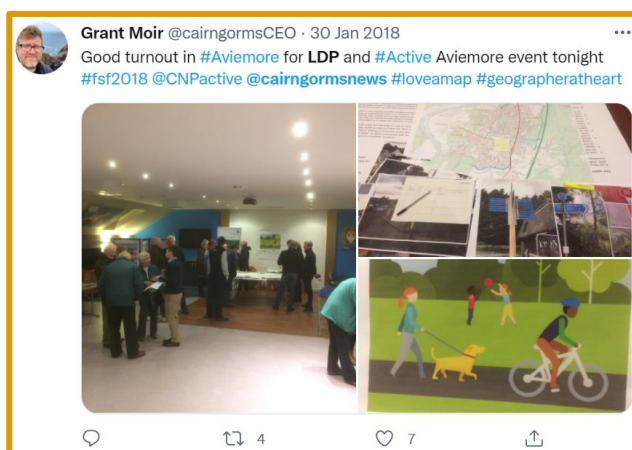 Grant Moir @cairngormsCEO · 30 Jan 2018
Good turnout in #Aviemore for LDP and #Active Aviemore event tonight
#fsf2018 @CNPactive @cairngormsnews #loveamap #geographeratheart
4
7